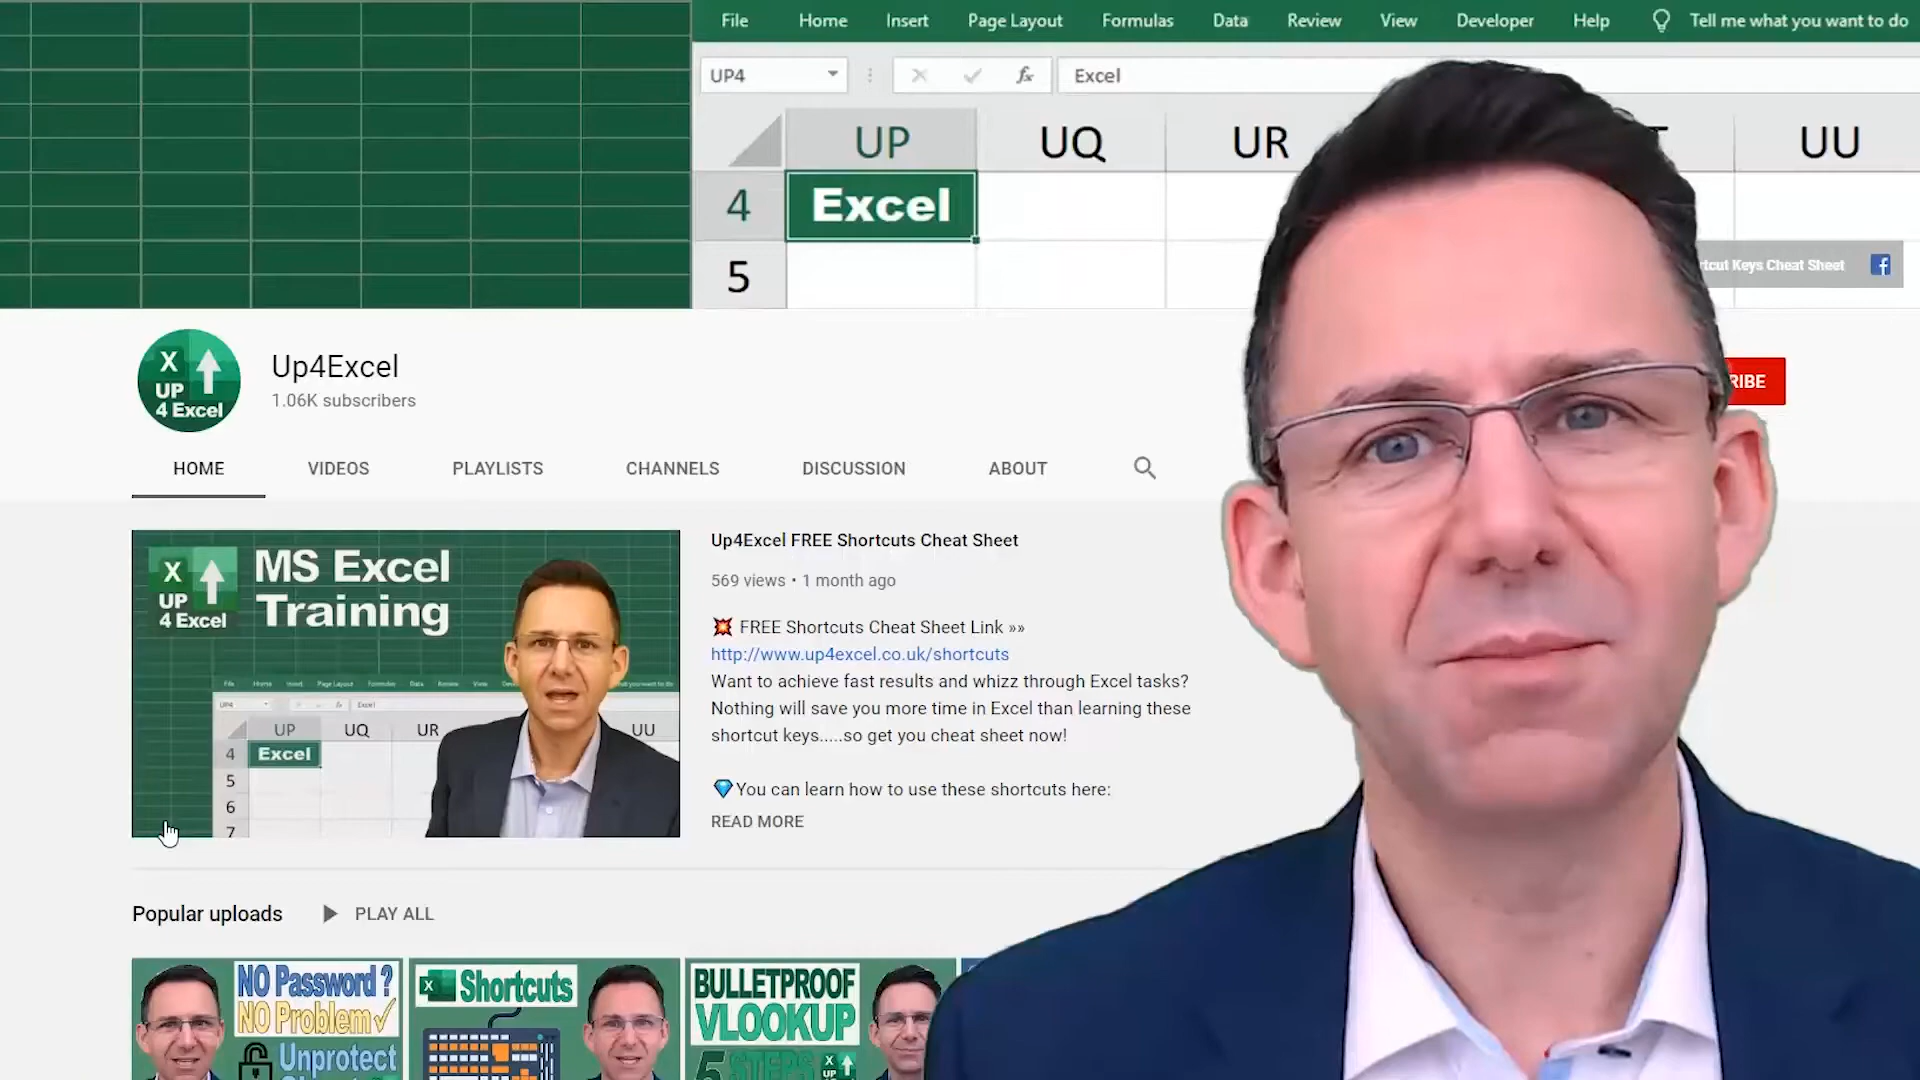 File Home Insert Page Layout Formulas Data Review View Developer Help Tell me what you want to do
UP4 fx Excel
UP UQ UR UU
4 Excel
5
Keys Cheat Sheet
X
UP
4 Excel
Up4Excel
1.06K subscribers
HOME VIDEOS PLAYLISTS CHANNELS DISCUSSION ABOUT
X
UP
4 Excel
MS Excel
Training
UP UQ UR UU
4 Excel
5
6
7
Up4Excel FREE Shortcuts Cheat Sheet
569 views • 1 month ago
💥 FREE Shortcuts Cheat Sheet Link »»
http://www.up4excel.co.uk/shortcuts
Want to achieve fast results and whizz through Excel tasks?
Nothing will save you more time in Excel than learning these
shortcut keys.....so get you cheat sheet now!
💎You can learn how to use these shortcuts here:
READ MORE
Popular uploads PLAY ALL
NO Password?
NO Problem✓
Unprotect
X Shortcuts
BULLETPROOF
VLOOKUP
5 STEPS